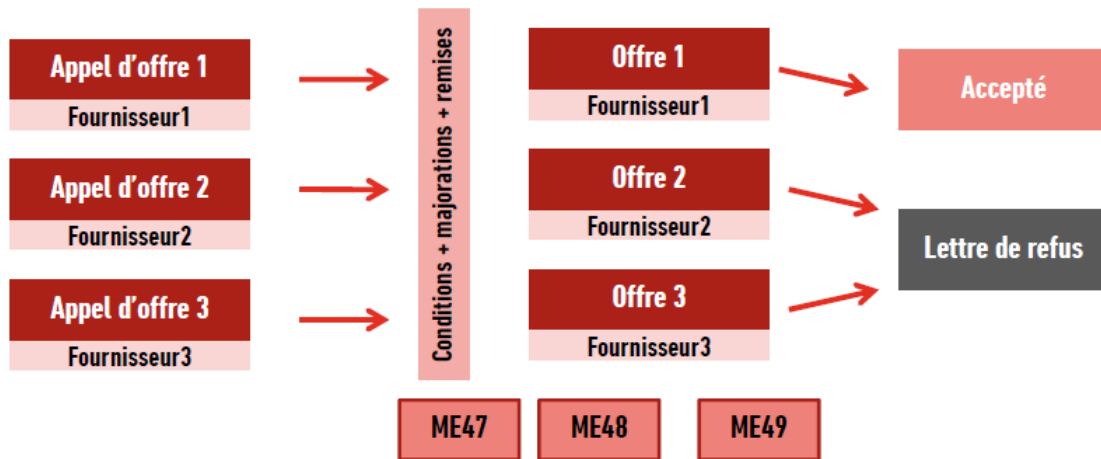 Appel d'offre 1
Fournisseur1
Appel d'offre 2
Fournisseur2
Appel d'offre 3
Fournisseur3
Conditions + majorations + remises
Offre 1
Fournisseur1
Offre 2
Fournisseur2
Offre 3
Fournisseur3
Accepté
Lettre de refus
ME47
ME48
ME49